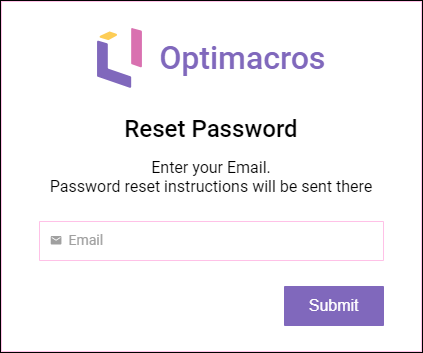 Optimacros
Reset Password
Enter your Email.
Password reset instructions will be sent there
Email
Submit